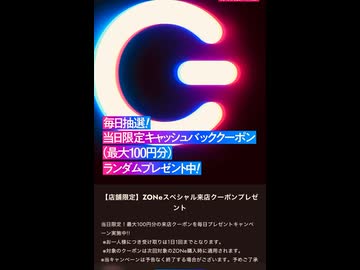 毎日抽選！
当日限定キャッシュバッククーポン
(最大100円分)
ランダムプレゼント中！
【店舗限定】ZONeスペシャル来店クーポンプレゼ
ント
当日限定！最大100円分の来店クーポンを毎日プレゼントキャンペ
ーン実施中!!
※お一人様につき受け取りは1日1回までとなります。
※対象のクーポンは次回対象のZONe購入時に適用されます。
※当キャンペーンは予告なく終了する場合がございます。予めご了承